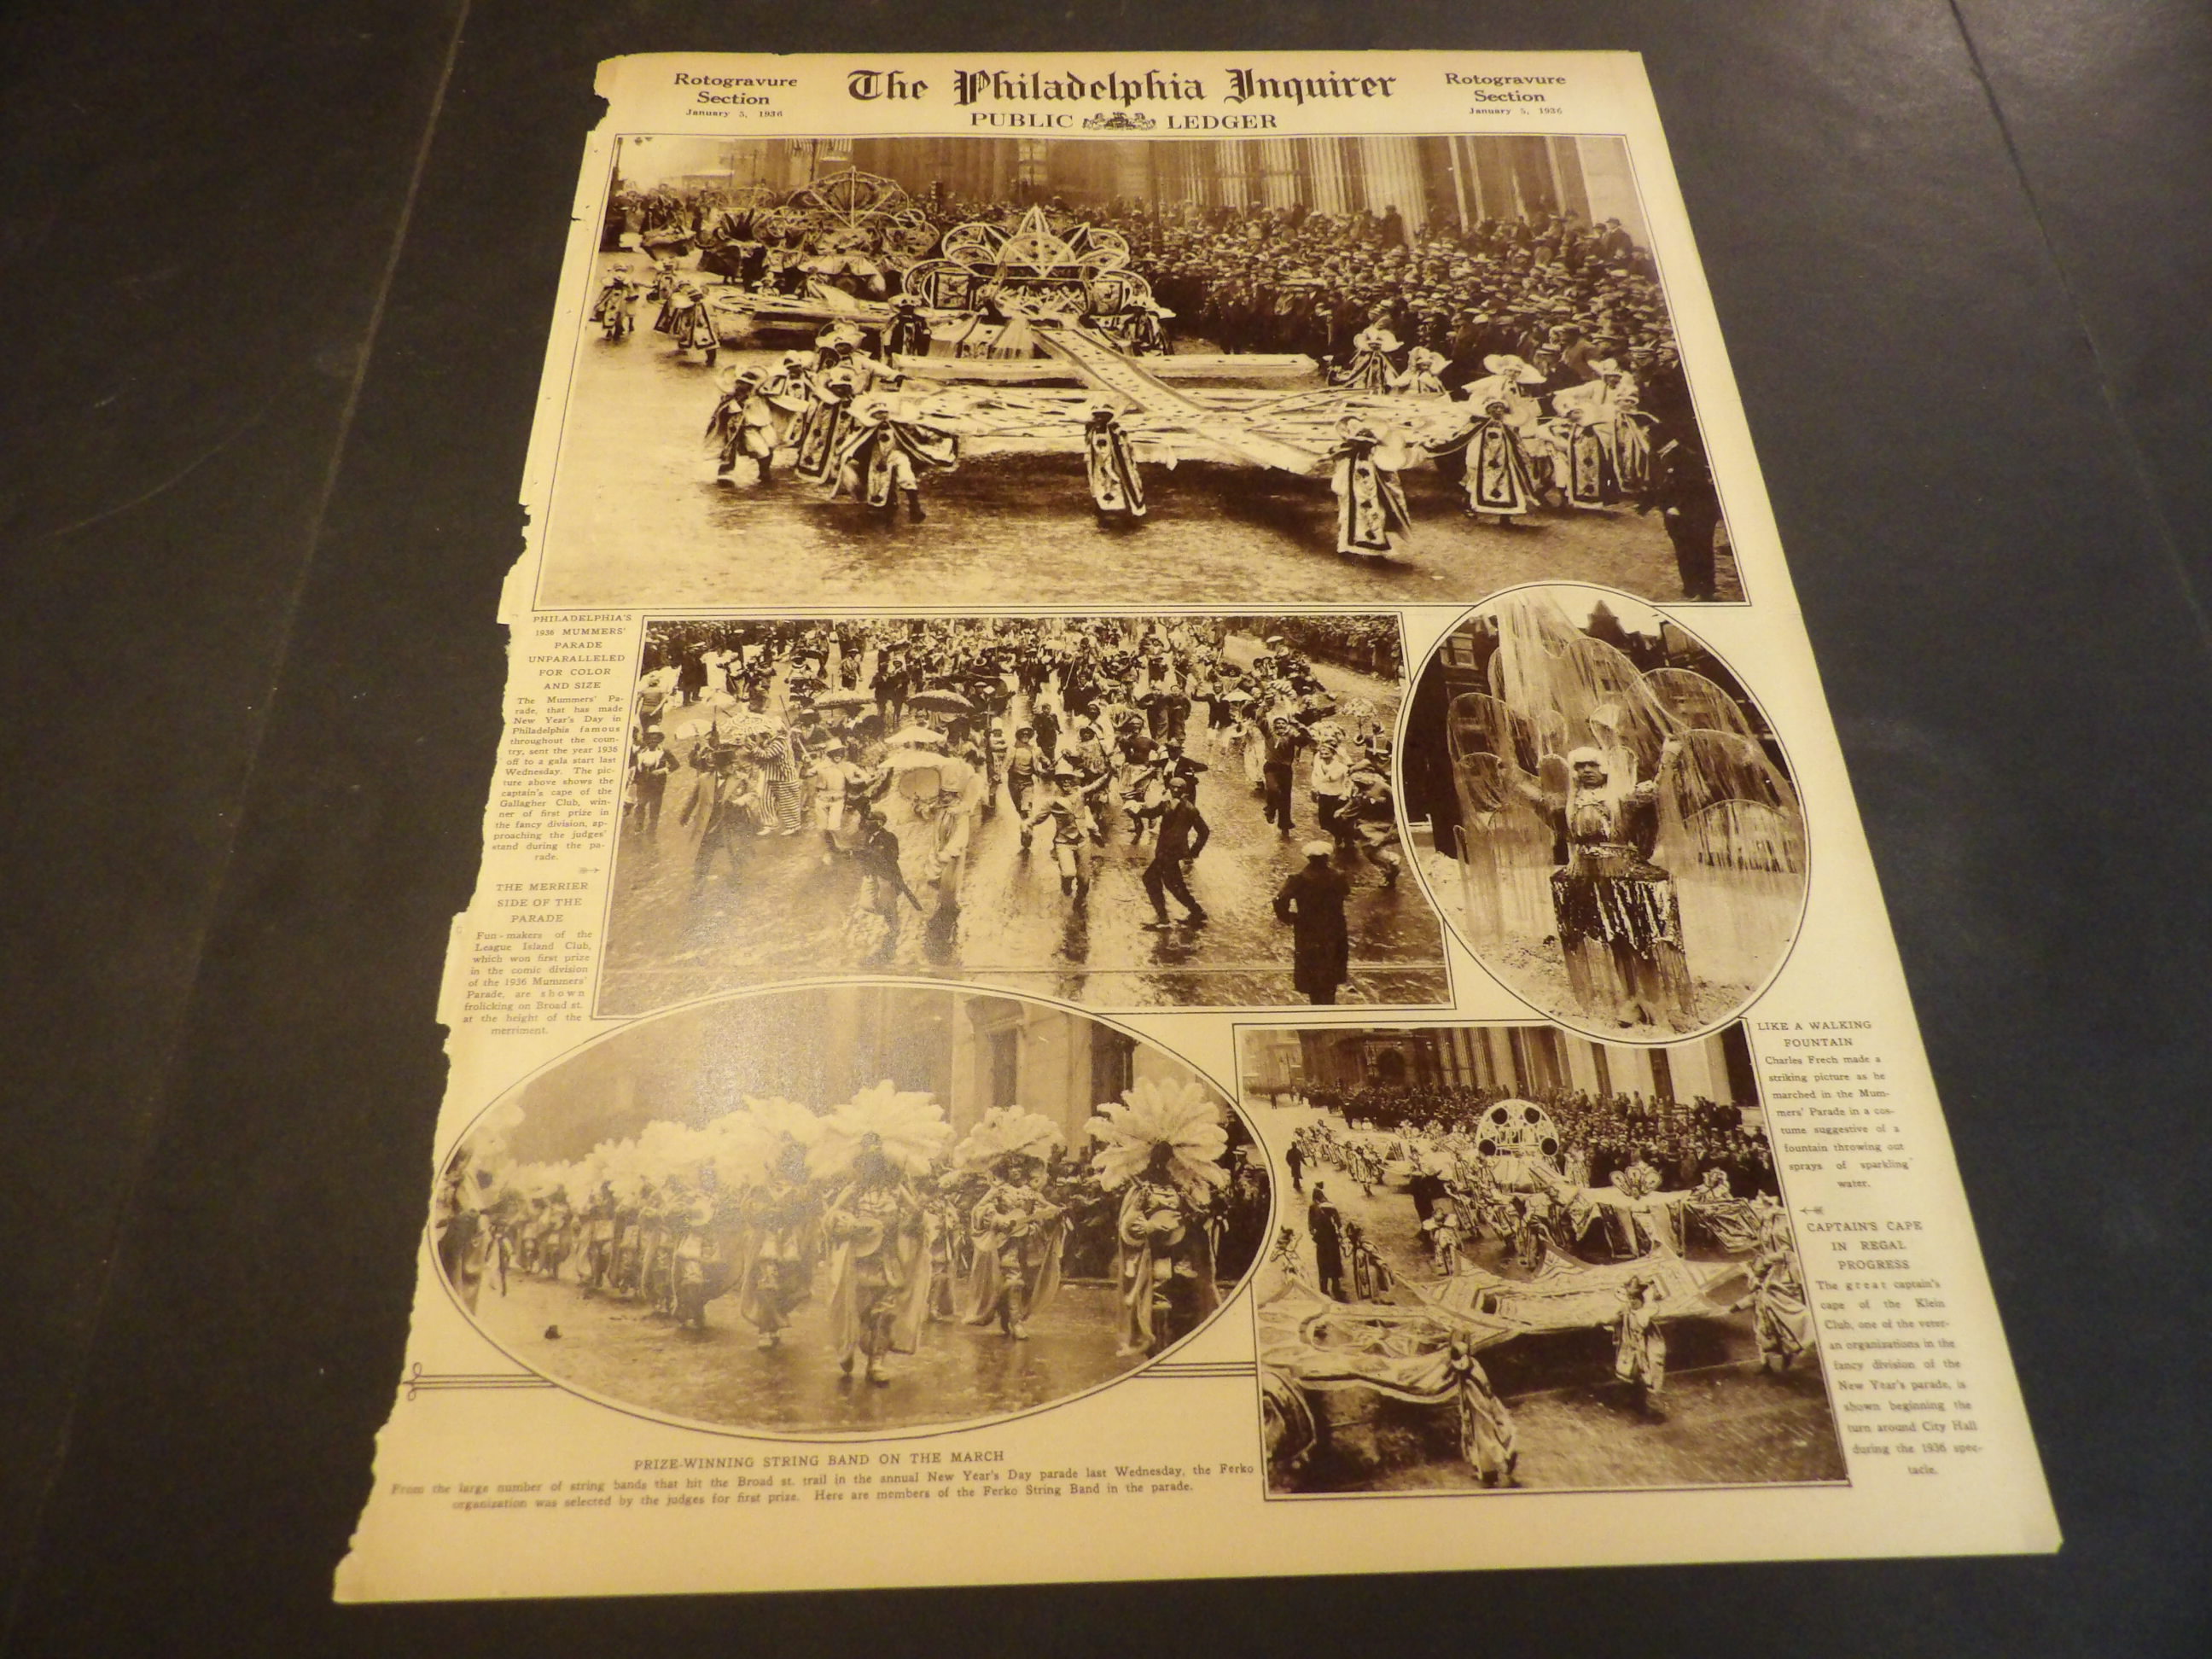 Rotogravure
Section
January 5, 1936
The Philadelphia Inquirer
PUBLIC LEDGER
Rotogravure
Section
January 5, 1936
PHILADELPHIA'S
1936 MUMMERS'
PARADE
UNPARALLELED
FOR COLOR
AND SIZE
The Mummers' Pa-
rade, that has made
New Year's Day in
Philadelphia famous
throughout the coun-
try, sent the year 1936
off to a gala start last
Wednesday. The pic-
ture above shows the
captain's cape of the
Gallagher Club, win-
ner of first prize in
the fancy division, ap-
proaching the judges'
stand during the pa-
rade.
THE MERRIER
SIDE OF THE
PARADE
Fun-makers of the
League Island Club,
which won first prize
in the comic division
of the 1936 Mummers'
Parade, are shown
frolicking on Broad st.
at the height of the
merriment.
LIKE A WALKING
FOUNTAIN
Charles Frech made a
striking picture as he
marched in the Mum-
mers' Parade in a cos-
tume suggestive of a
fountain throwing out
sprays of sparkling
water.
CAPTAIN'S CAPE
IN REGAL
PROGRESS
The great captain's
cape of the Klein
Club, one of the veter-
an organizations in the
fancy division of the
New Year's parade, is
shown beginning the
turn around City Hall
during the 1936 spec-
tacle.
PRIZE-WINNING STRING BAND ON THE MARCH
From the large number of string bands that hit the Broad st. trail in the annual New Year's Day parade last Wednesday, the Ferko
organization was selected by the judges for first prize. Here are members of the Ferko String Band in the parade.